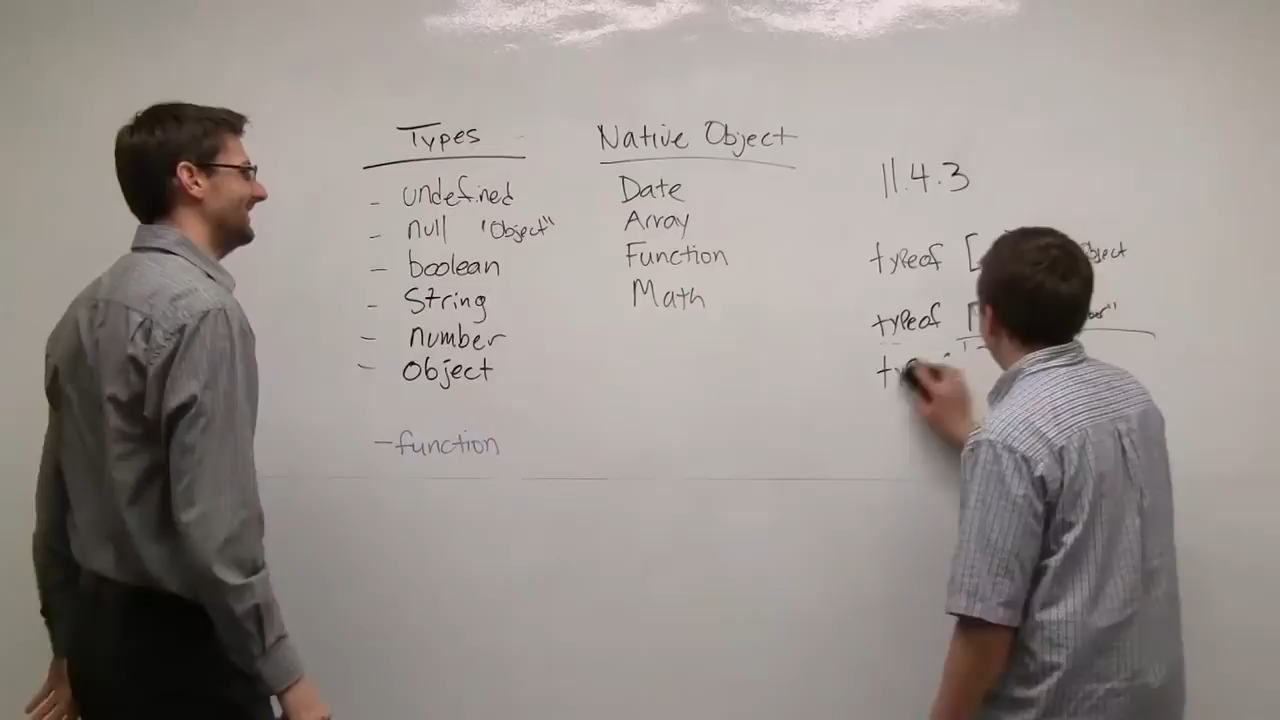 Types
- undefined
- null "Object"
- boolean
- String
- number
- object
- function
Native Object
Date
Array
Function
Math
11.4.3
typeof [
typeof